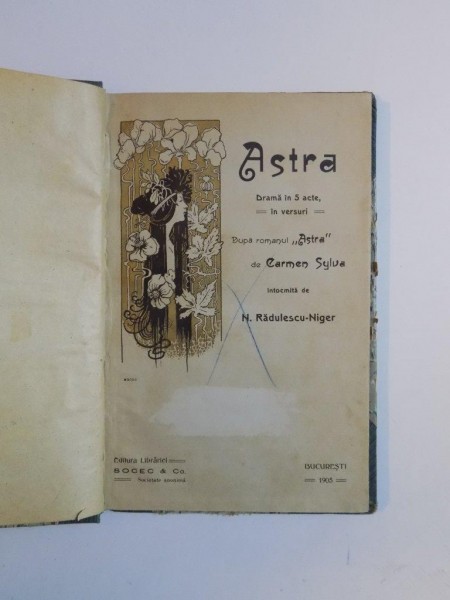 Astra
Dramă în 5 acte,
în versuri
După romanul „Astra"
de Carmen Sylva
întocmită de
N. Rădulescu-Niger
Editura Librăriei
SOCEC & Co.
Societate anonimă
BUCUREȘTI
1905